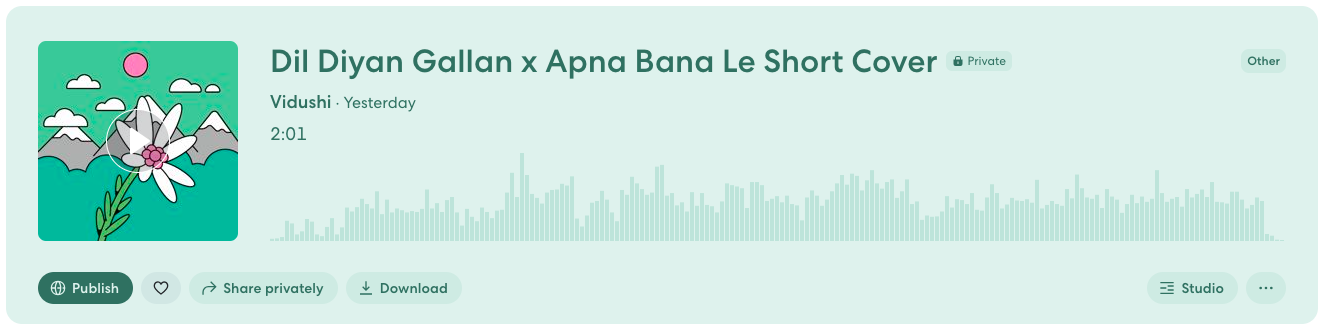 Dil Diyan Gallan x Apna Bana Le Short Cover Private Other
Vidushi · Yesterday
2:01
Publish Share privately Download Studio